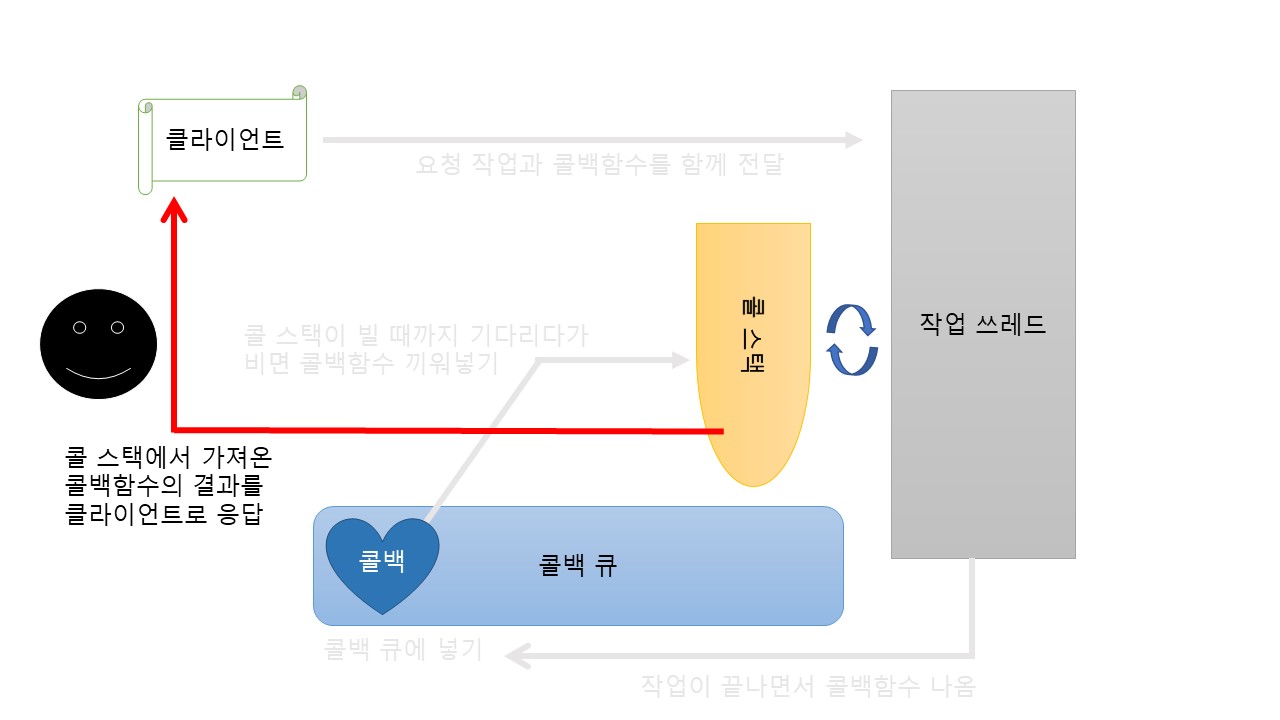 클라이언트
요청 작업과 콜백함수를 함께 전달
콜 스택
작업 쓰레드
콜 스택이 빌 때까지 기다리다가
비면 콜백함수 끼워넣기
콜 스택에서 가져온
콜백함수의 결과를
클라이언트로 응답
콜백
콜백 큐
콜백 큐에 넣기
작업이 끝나면서 콜백함수 나옴